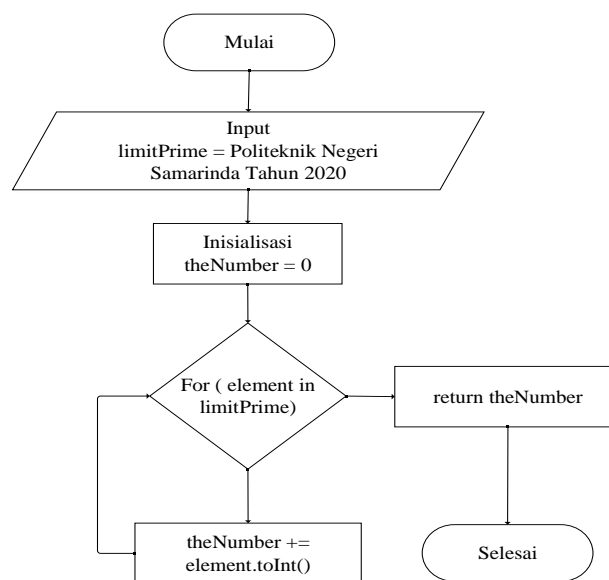 Mulai
Input
limitPrime = Politeknik Negeri
Samarinda Tahun 2020
Inisialisasi
theNumber = 0
For ( element in
limitPrime)
return theNumber
theNumber +=
element.toInt()
Selesai